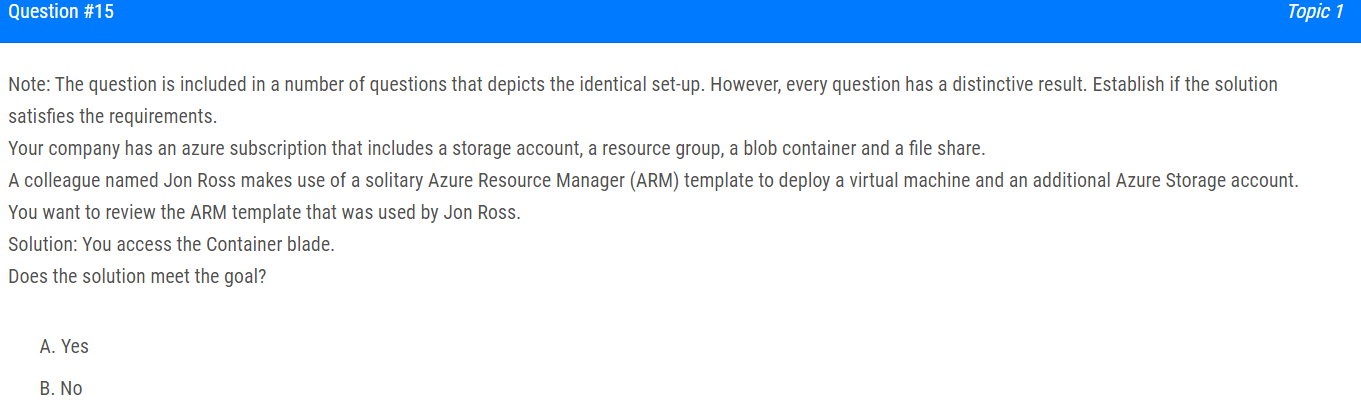 Question #15
Topic 1
Note: The question is included in a number of questions that depicts the identical set-up. However, every question has a distinctive result. Establish if the solution
satisfies the requirements.
Your company has an azure subscription that includes a storage account, a resource group, a blob container and a file share.
A colleague named Jon Ross makes use of a solitary Azure Resource Manager (ARM) template to deploy a virtual machine and an additional Azure Storage account.
You want to review the ARM template that was used by Jon Ross.
Solution: You access the Container blade.
Does the solution meet the goal?
A. Yes
B. No